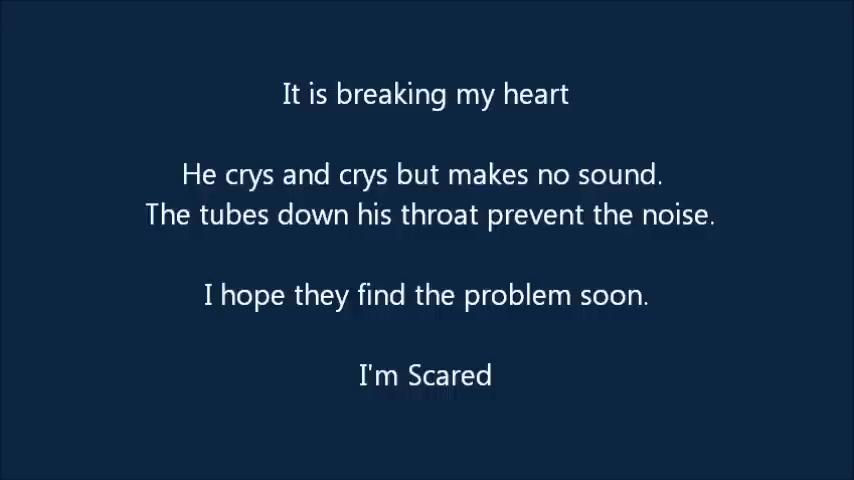 It is breaking my heart
He crys and crys but makes no sound.
The tubes down his throat prevent the noise.
I hope they find the problem soon.
I'm Scared